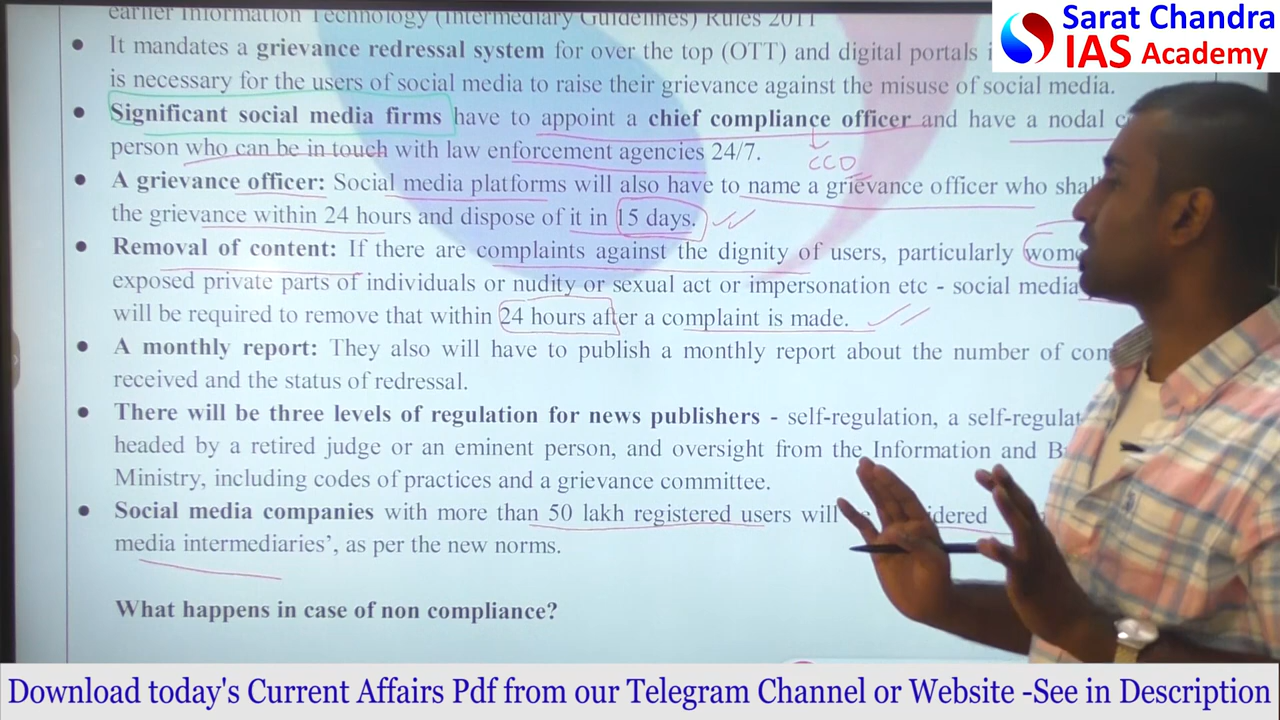 Sarat Chandra
IAS Academy
earlier Information Technology (Intermediary Guidelines) Rules 2011
• It mandates a grievance redressal system for over the top (OTT) and digital portals
is necessary for the users of social media to raise their grievance against the misuse of social media.
• Significant social media firms have to appoint a chief compliance officer and have a nodal
person who can be in touch with law enforcement agencies 24/7.
CCO
• A grievance officer: Social media platforms will also have to name a grievance officer who
the grievance within 24 hours and dispose of it in 15 days.
• Removal of content: If there are complaints against the dignity of users, particularly
exposed private parts of individuals or nudity or sexual act or impersonation etc - social media
will be required to remove that within 24 hours after a complaint is made.
• A monthly report: They also will have to publish a monthly report about the number of
received and the status of redressal.
• There will be three levels of regulation for news publishers - self-regulation, a
headed by a retired judge or an eminent person, and oversight from the Information and
Ministry, including codes of practices and a grievance committee.
• Social media companies with more than 50 lakh registered users will
media intermediaries’, as per the new norms.
What happens in case of non compliance?
Download today's Current Affairs Pdf from our Telegram Channel or Website -See in Description